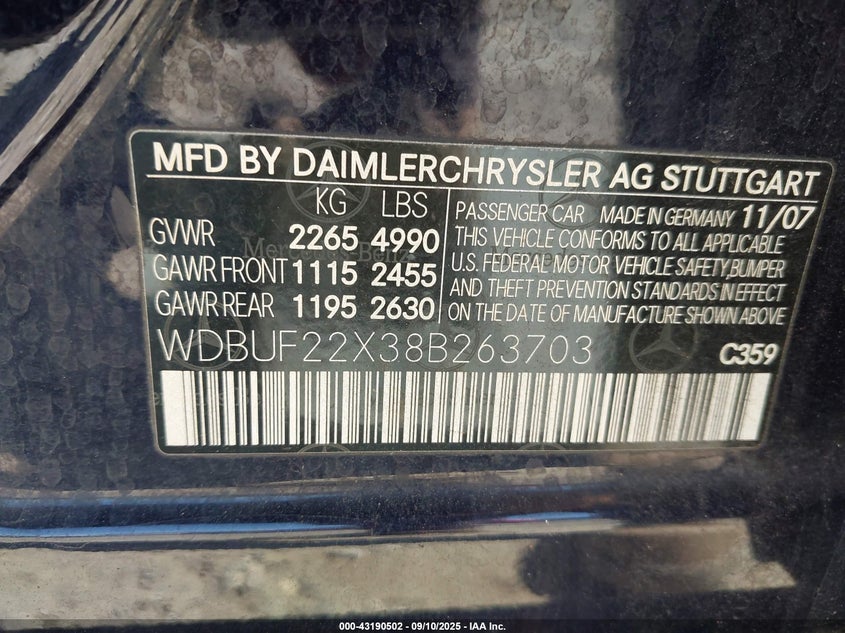 MFD BY DAIMLERCHRYSLER AG STUTTGART
KG LBS
GVWR 2265 4990
GAWR FRONT 1115 2455
GAWR REAR 1195 2630
PASSENGER CAR MADE IN GERMANY 11/07
THIS VEHICLE CONFORMS TO ALL APPLICABLE
U.S. FEDERAL MOTOR VEHICLE SAFETY,BUMPER
AND THEFT PREVENTION STANDARDS IN EFFECT
ON THE DATE OF MANUFACTURE SHOWN ABOVE
WDBUF22X38B263703
C359
Mercedes-Benz
000-43190502 - 09/10/2025 - IAA Inc.